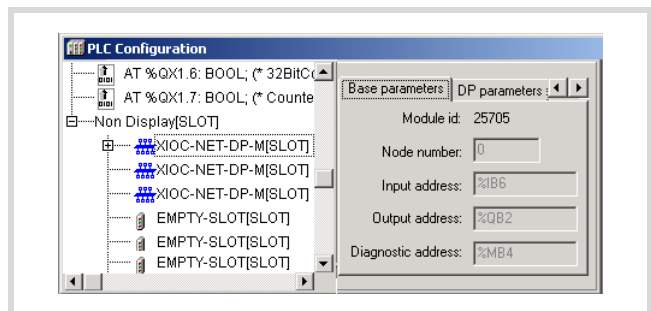 PLC Configuration
AT %QX1.6: BOOL; (* 32BitCo
AT %QX1.7: BOOL; (* Counte
Non Display[SLOT]
XIOC-NET-DP-M[SLOT]
XIOC-NET-DP-M[SLOT]
XIOC-NET-DP-M[SLOT]
EMPTY-SLOT[SLOT]
EMPTY-SLOT[SLOT]
EMPTY-SLOT[SLOT]
Base parameters DP parameters
Module id: 25705
Node number: 0
Input address: %IB6
Output address: %QB2
Diagnostic address: %MB4